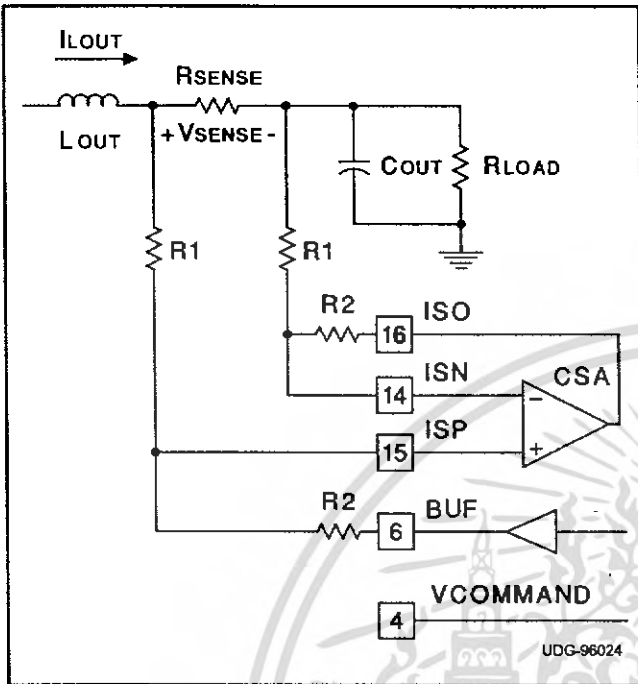 ILOUT
RSENSE
LOUT
+VSENSE-
COUT
RLOAD
R1
R1
R2
16
ISO
14
ISN
CSA
-
15
ISP
+
R2
6
BUF
4
VCOMMAND
UDG-96024